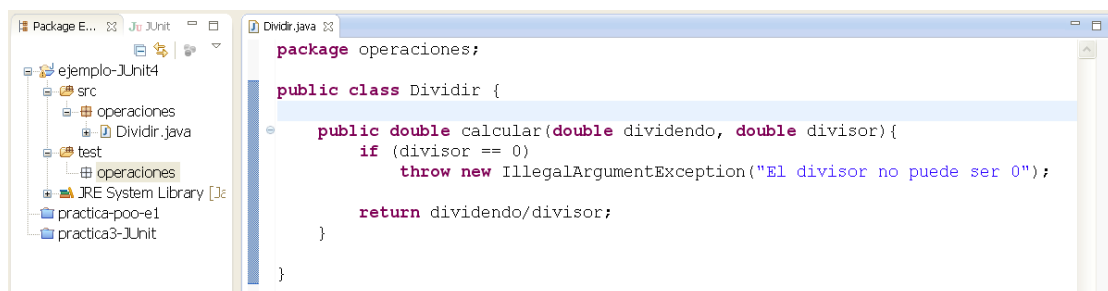 Package E... JUnit
ejemplo-JUnit4
src
operaciones
Dividir.java
test
operaciones
JRE System Library [Ja
practica-poo-e1
practica3-JUnit
Dividir.java
package operaciones;
public class Dividir {
public double calcular(double dividendo, double divisor){
if (divisor == 0)
throw new IllegalArgumentException("El divisor no puede ser 0");
return dividendo/divisor;
}
}